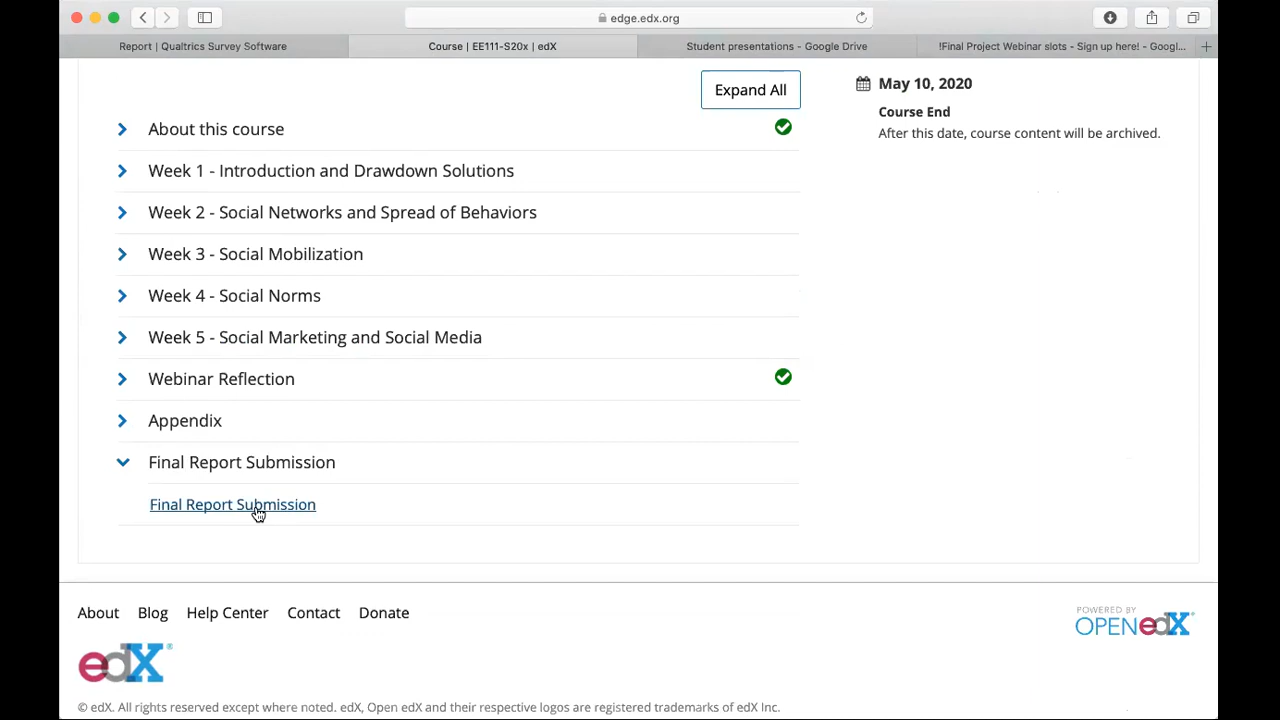 edge.edx.org
Report | Qualtrics Survey Software
Course | EE111-S20x | edX
Student presentations - Google Drive
!Final Project Webinar slots - Sign up here! - Googl...
Expand All
May 10, 2020
Course End
After this date, course content will be archived.
About this course
Week 1 - Introduction and Drawdown Solutions
Week 2 - Social Networks and Spread of Behaviors
Week 3 - Social Mobilization
Week 4 - Social Norms
Week 5 - Social Marketing and Social Media
Webinar Reflection
Appendix
Final Report Submission
Final Report Submission
About
Blog
Help Center
Contact
Donate
POWERED BY
OPEN edX
edX
© edX. All rights reserved except where noted. edX, Open edX and their respective logos are registered trademarks of edX Inc.